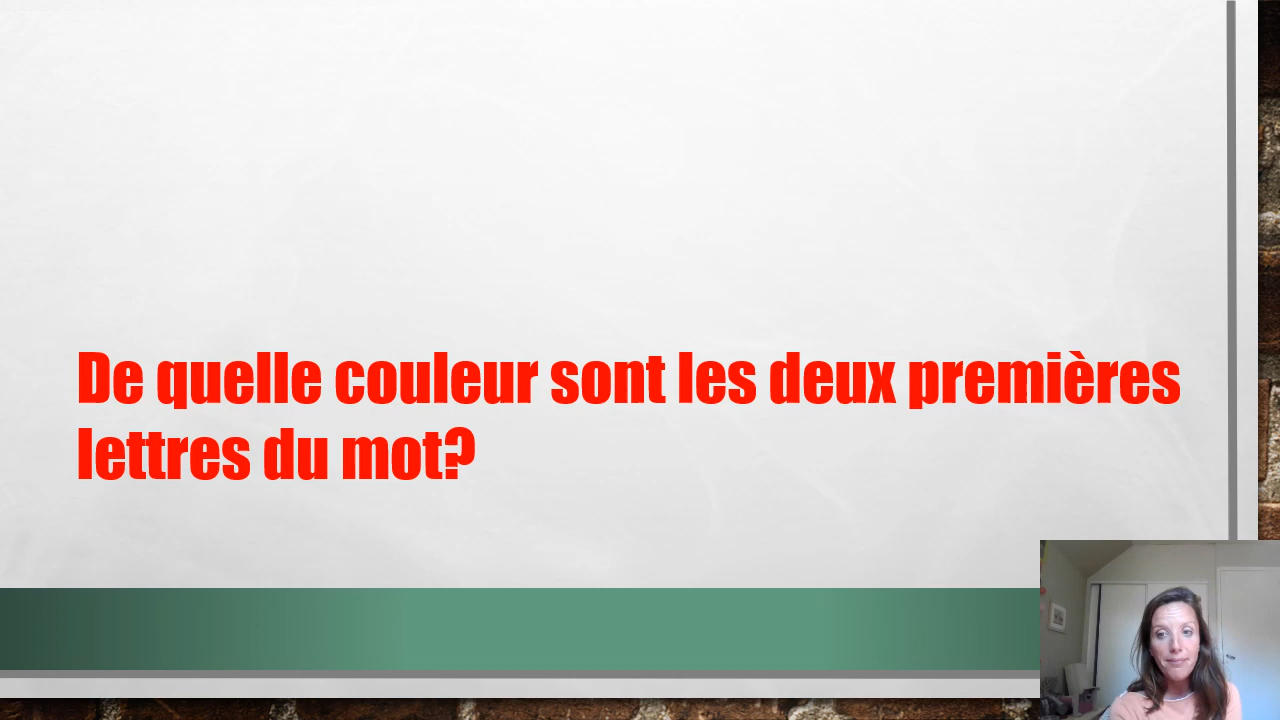 De quelle couleur sont les deux premières
lettres du mot?